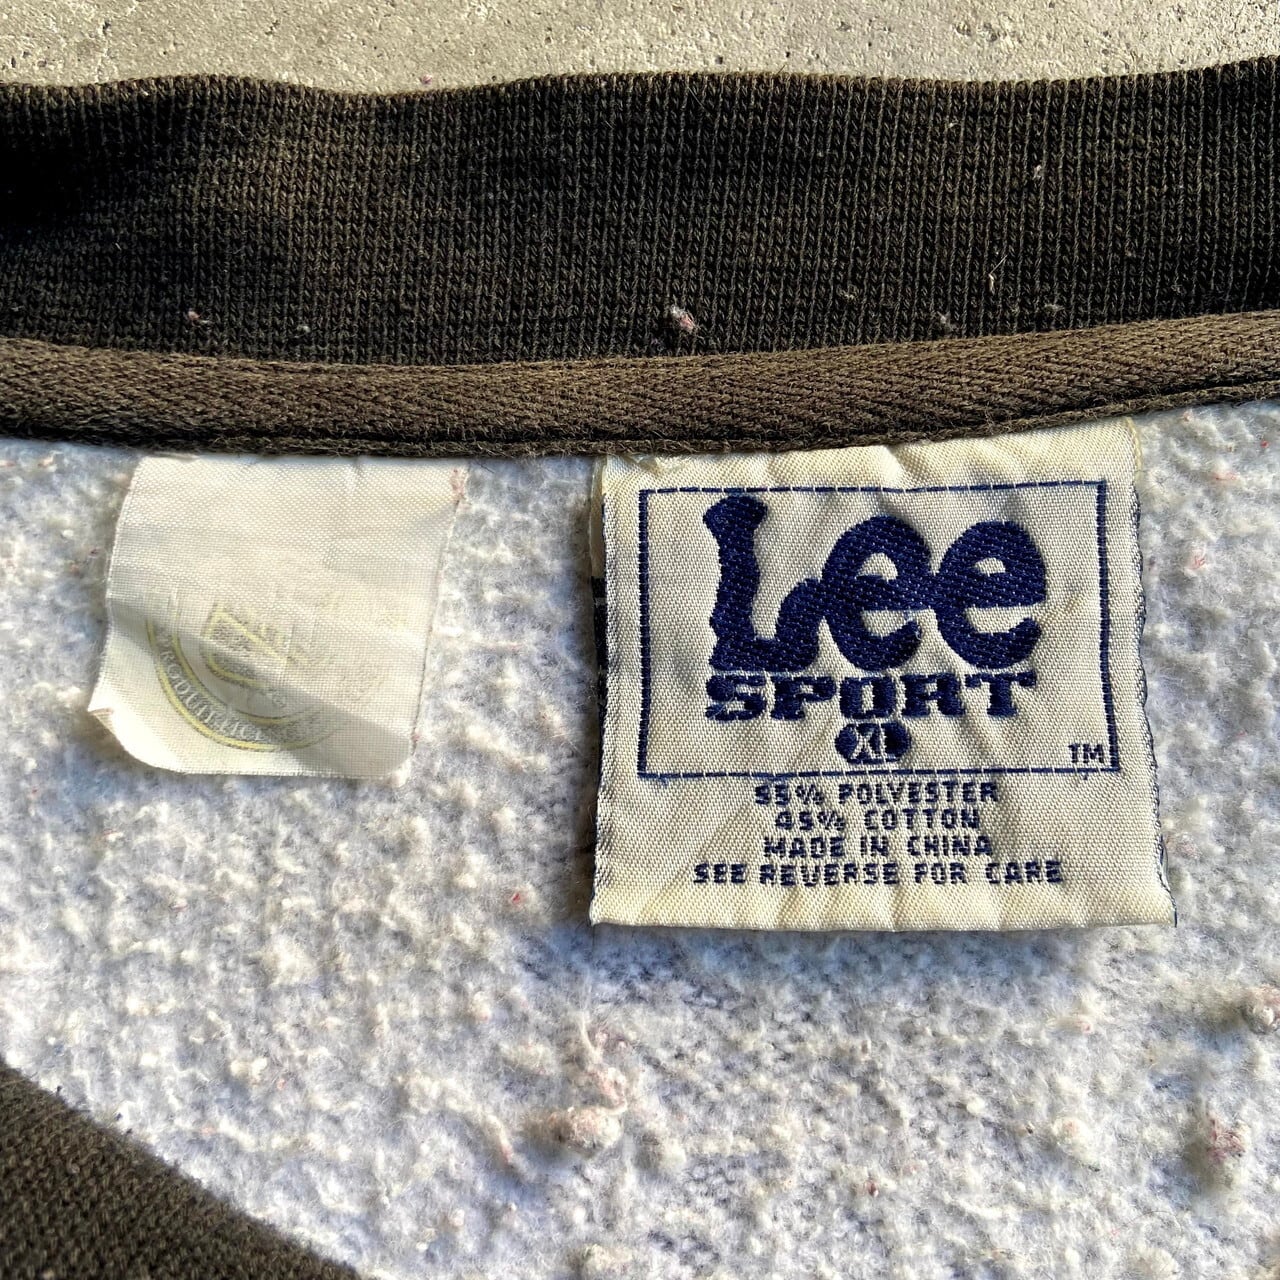 Lee
SPORT
XL
TM
55% POLYESTER
45% COTTON
MADE IN CHINA
SEE REVERSE FOR CARE